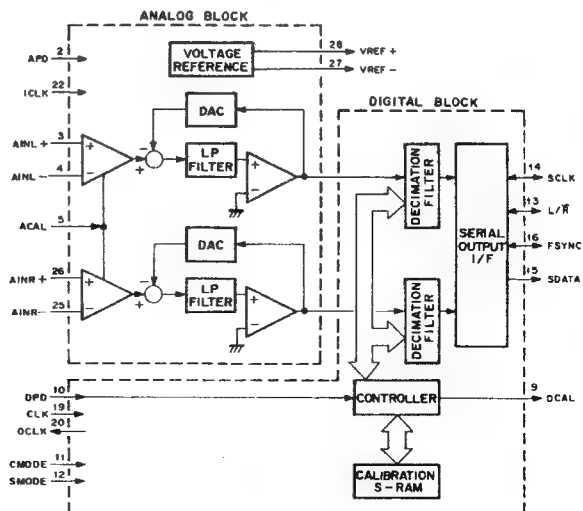 ANALOG BLOCK
APD 2
ICLK 22
VOLTAGE
REFERENCE
28 VREF +
27 VREF -
DIGITAL BLOCK
DAC
AINL + 3
AINL - 4
+
-
-
+
LP
FILTER
+
-
ACAL 5
DECIMATION
FILTER
SERIAL
OUTPUT
I/F
14 SCLK
13 L/R̅
16 FSYNC
15 SDATA
DAC
AINR + 26
AINR - 25
+
-
-
+
LP
FILTER
+
-
DECIMATION
FILTER
DPD 10
CLK 19
OCLK 20
CMODE 11
SMODE 12
CONTROLLER
9 DCAL
CALIBRATION
S-RAM